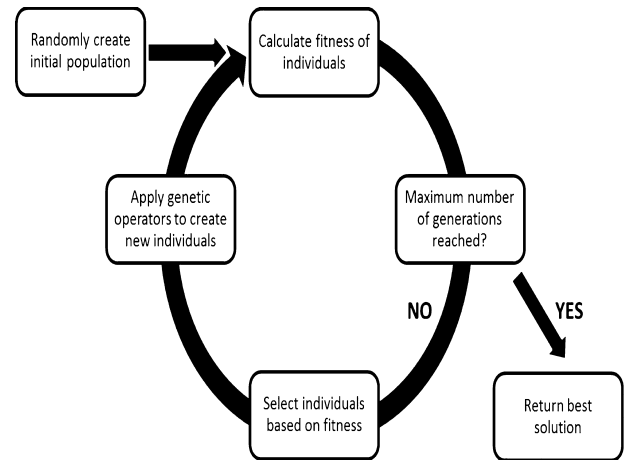 Randomly create
initial population
Calculate fitness of
individuals
Apply genetic
operators to create
new individuals
Maximum number
of generations
reached?
NO
YES
Select individuals
based on fitness
Return best
solution